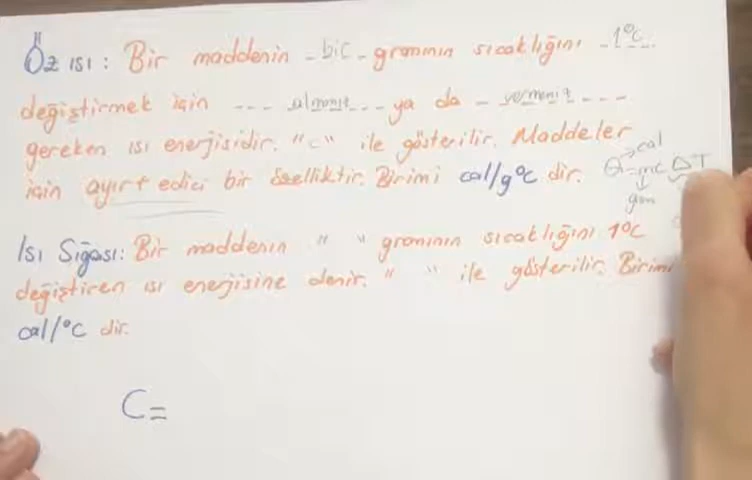 Öz ısı: Bir maddenin bir gramının sıcaklığını 1°C
değiştirmek için --- almamız --- ya da - vermemiz ---
gereken ısı enerjisidir. "c" ile gösterilir. Maddeler
için ayırt edici bir özelliktir. Birimi cal/g°C dir.
cal
Q=mcΔT
gram
Isı Sığası: Bir maddenin " " gramının sıcaklığını 1°C
değiştiren ısı enerjisine denir. " " ile gösterilir. Birimi
cal/°C dir.
C=